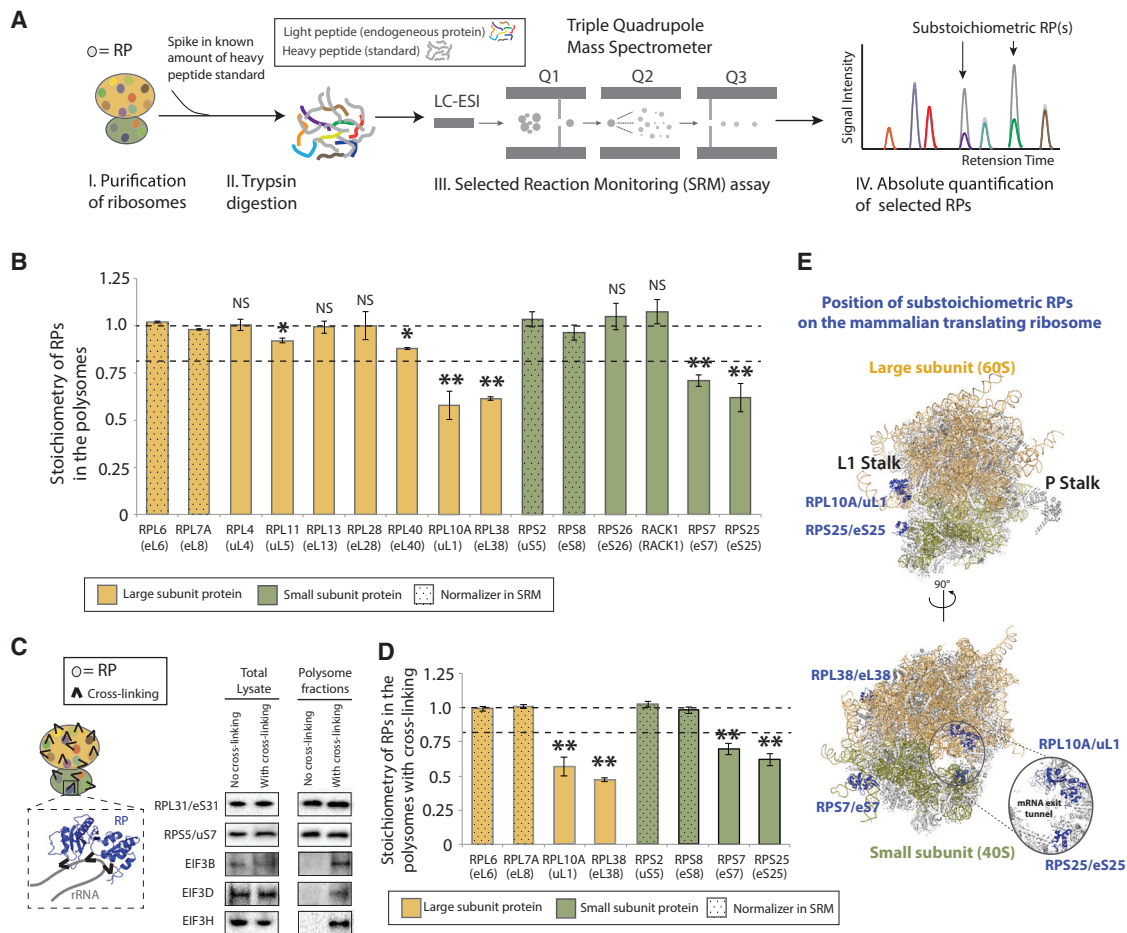 A
= RP
Spike in known
amount of heavy
peptide standard
Light peptide (endogeneous protein)
Heavy peptide (standard)
Triple Quadrupole
Mass Spectrometer
LC-ESI
Q1
Q2
Q3
Substoichiometric RP(s)
Signal Intensity
Retention Time
I. Purification
of ribosomes
II. Trypsin
digestion
III. Selected Reaction Monitoring (SRM) assay
IV. Absolute quantification
of selected RPs
B
Stoichiometry of RPs
in the polysomes
1.25
1.0
0.75
0.5
0.25
0
NS
*
NS
NS
*
**
**
NS
NS
**
**
RPL6
(eL6)
RPL7A
(eL8)
RPL4
(uL4)
RPL11
(uL5)
RPL13
(eL13)
RPL28
(eL28)
RPL40
(eL40)
RPL10A
(uL1)
RPL38
(eL38)
RPS2
(uS5)
RPS8
(eS8)
RPS26
(eS26)
RACK1
(RACK1)
RPS7
(eS7)
RPS25
(eS25)
Large subunit protein
Small subunit protein
Normalizer in SRM
C
= RP
Cross-linking
RP
rRNA
Total
Lysate
Polysome
fractions
No cross-linking
With cross-linking
No cross-linking
With cross-linking
RPL31/eS31
RPS5/uS7
EIF3B
EIF3D
EIF3H
D
Stoichiometry of RPs in the
polysomes with cross-linking
1.25
1.0
0.75
0.5
0.25
0
**
**
**
**
RPL6
(eL6)
RPL7A
(eL8)
RPL10A
(uL1)
RPL38
(eL38)
RPS2
(uS5)
RPS8
(eS8)
RPS7
(eS7)
RPS25
(eS25)
Large subunit protein
Small subunit protein
Normalizer in SRM
E
Position of substoichiometric RPs
on the mammalian translating ribosome
Large subunit (60S)
L1 Stalk
P Stalk
RPL10A/uL1
RPS25/eS25
90°
RPL38/eL38
RPL10A/uL1
RPS7/eS7
mRNA exit
tunnel
Small subunit (40S)
RPS25/eS25